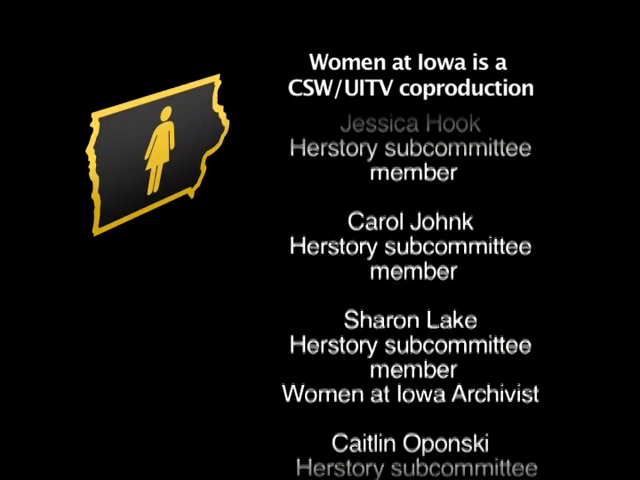 Women at Iowa is a
CSW/UITV coproduction
Jessica Hook
Herstory subcommittee
member
Carol Johnk
Herstory subcommittee
member
Sharon Lake
Herstory subcommittee
member
Women at Iowa Archivist
Caitlin Oponski
Herstory subcommittee